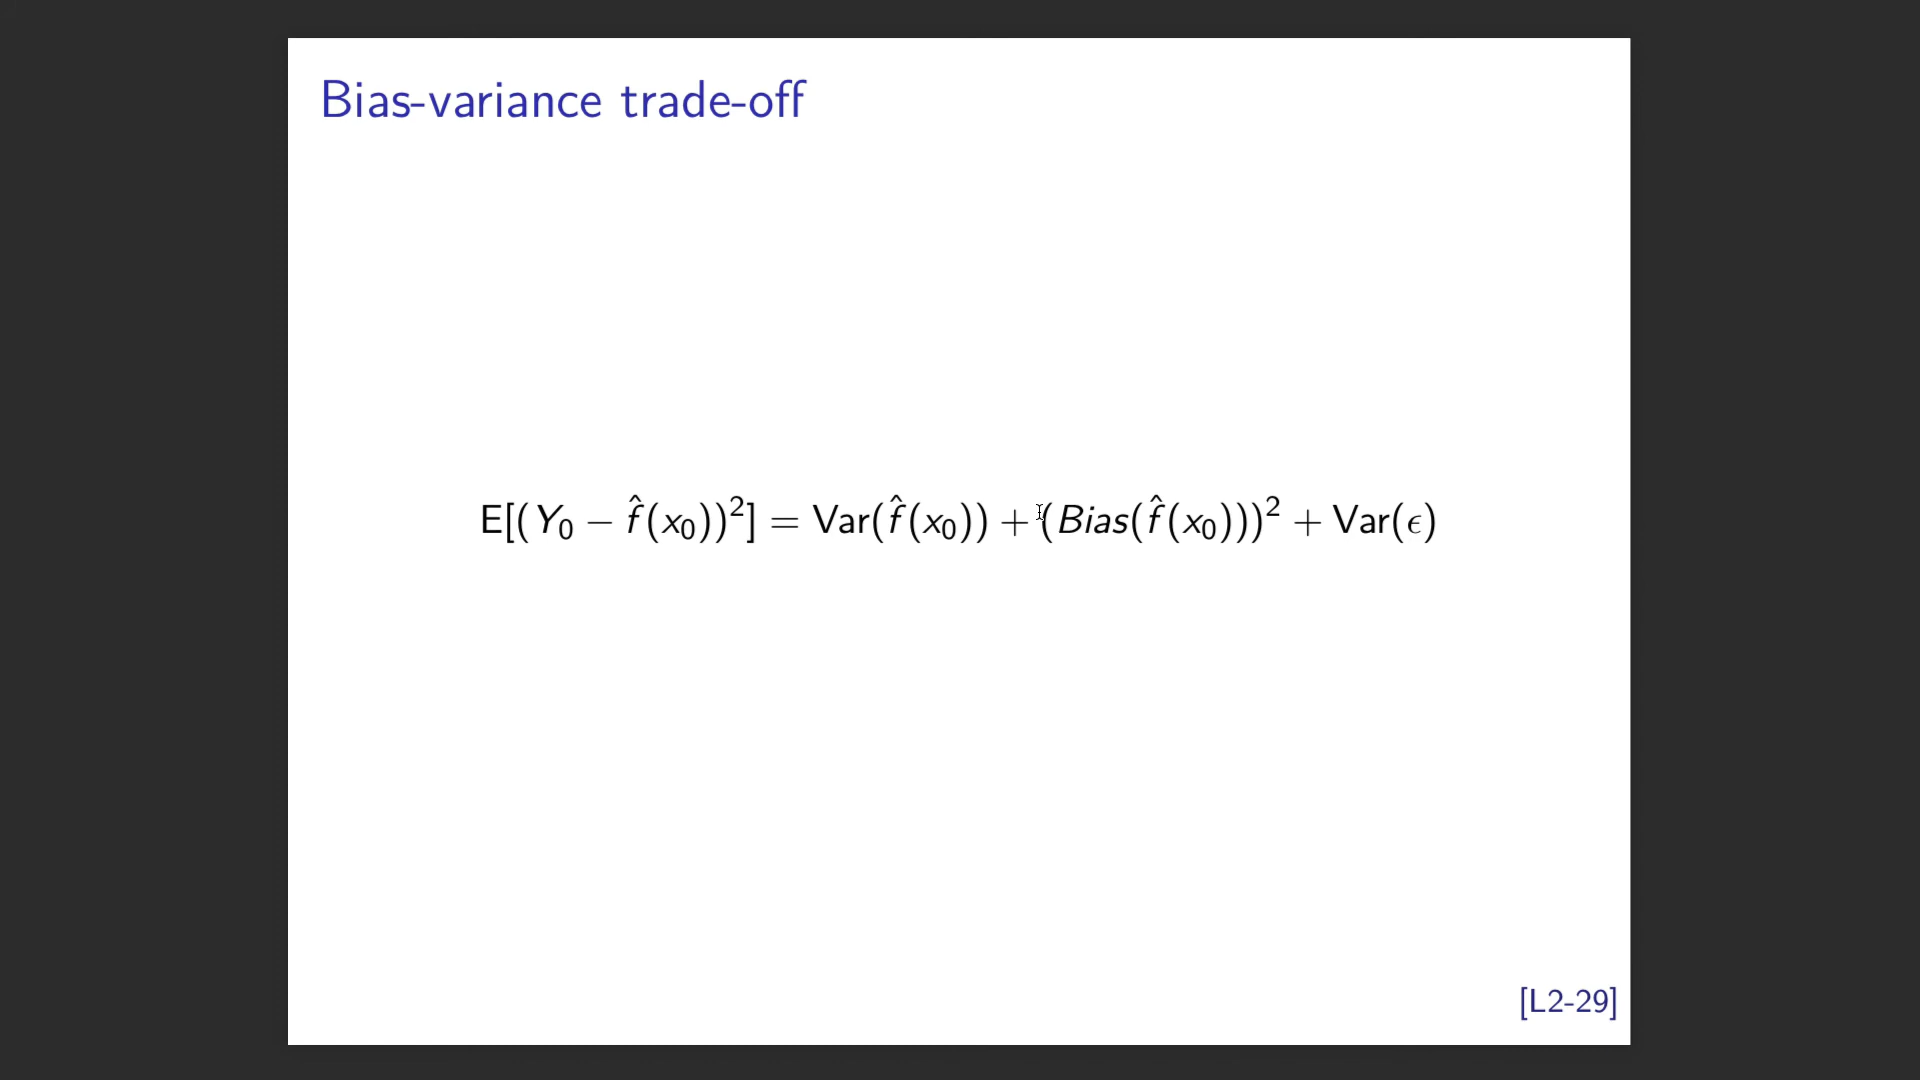 Bias-variance trade-off
E[(Y₀ − f̂(x₀))²] = Var(f̂(x₀)) + (Bias(f̂(x₀)))² + Var(ϵ)
[L2-29]